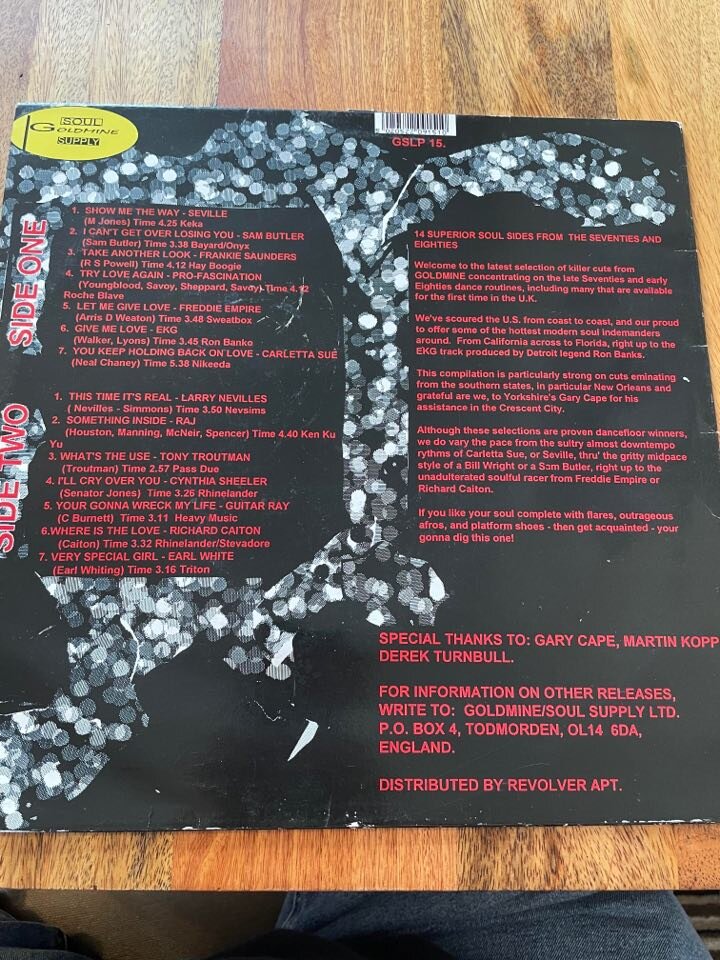 SOUL
GOLDMINE
SUPPLY
GSLP 15.
SIDE ONE
1. SHOW ME THE WAY - SEVILLE
(M Jones) Time 4.25 Keka
2. I CAN'T GET OVER LOSING YOU - SAM BUTLER
(Sam Butler) Time 3.38 Bayard/Onyx
3. TAKE ANOTHER LOOK - FRANKIE SAUNDERS
(R S Powell) Time 4.12 Hay Boogie
4. TRY LOVE AGAIN - PRO-FASCINATION
(Youngblood, Savoy, Sheppard, Savoy) Time 4.12
Roche Blave
5. LET ME GIVE LOVE - FREDDIE EMPIRE
(Arris D Weaton) Time 3.48 Sweatbox
6. GIVE ME LOVE - EKG
(Walker, Lyons) Time 3.45 Ron Banko
7. YOU KEEP HOLDING BACK ON LOVE - CARLETTA SUE
(Neal Chaney) Time 5.38 Nikeeda
SIDE TWO
1. THIS TIME IT'S REAL - LARRY NEVILLES
( Nevilles - Simmons) Time 3.50 Nevsims
2. SOMETHING INSIDE - RAJ
(Houston, Manning, McNeir, Spencer) Time 4.40 Ken Ku
Yu
3. WHAT'S THE USE - TONY TROUTMAN
(Troutman) Time 2.57 Pass Due
4. I'LL CRY OVER YOU - CYNTHIA SHEELER
(Senator Jones) Time 3.26 Rhinelander
5. YOUR GONNA WRECK MY LIFE - GUITAR RAY
(C Burnett) Time 3.11 Heavy Music
6.WHERE IS THE LOVE - RICHARD CAITON
(Caiton) Time 3.32 Rhinelander/Stevadore
7. VERY SPECIAL GIRL - EARL WHITE
(Earl Whiting) Time 3.16 Triton
14 SUPERIOR SOUL SIDES FROM THE SEVENTIES AND
EIGHTIES
Welcome to the latest selection of killer cuts from
GOLDMINE concentrating on the late Seventies and early
Eighties dance routines, including many that are available
for the first time in the U.K.
We've scoured the U.S. from coast to coast, and our proud
to offer some of the hottest modern soul indemanders
around. From California across to Florida, right up to the
EKG track produced by Detroit legend Ron Banks.
This compilation is particularly strong on cuts eminating
from the southern states, in particular New Orleans and
grateful are we, to Yorkshire's Gary Cape for his
assistance in the Crescent City.
Although these selections are proven dancefloor winners,
we do vary the pace from the sultry almost downtempo
rythms of Carletta Sue, or Seville, thru' the gritty midpace
style of a Bill Wright or a Sam Butler, right up to the
unadulterated soulful racer from Freddie Empire or
Richard Caiton.
If you like your soul complete with flares, outrageous
afros, and platform shoes - then get acquainted - your
gonna dig this one!
SPECIAL THANKS TO: GARY CAPE, MARTIN KOPP
DEREK TURNBULL.
FOR INFORMATION ON OTHER RELEASES,
WRITE TO: GOLDMINE/SOUL SUPPLY LTD.
P.O. BOX 4, TODMORDEN, OL14 6DA,
ENGLAND.
DISTRIBUTED BY REVOLVER APT.